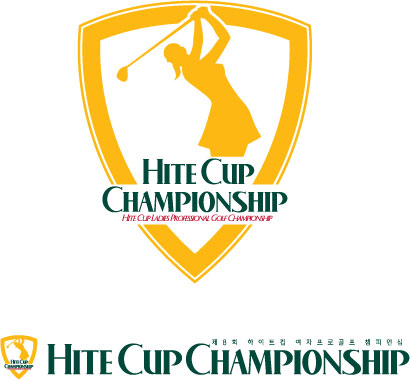 HITE CUP
CHAMPIONSHIP
HITE CUP LADIES PROFESSIONAL GOLF CHAMPIONSHIP
제8회 하이트컵 여자프로골프 챔피언십
HITE CUP CHAMPIONSHIP